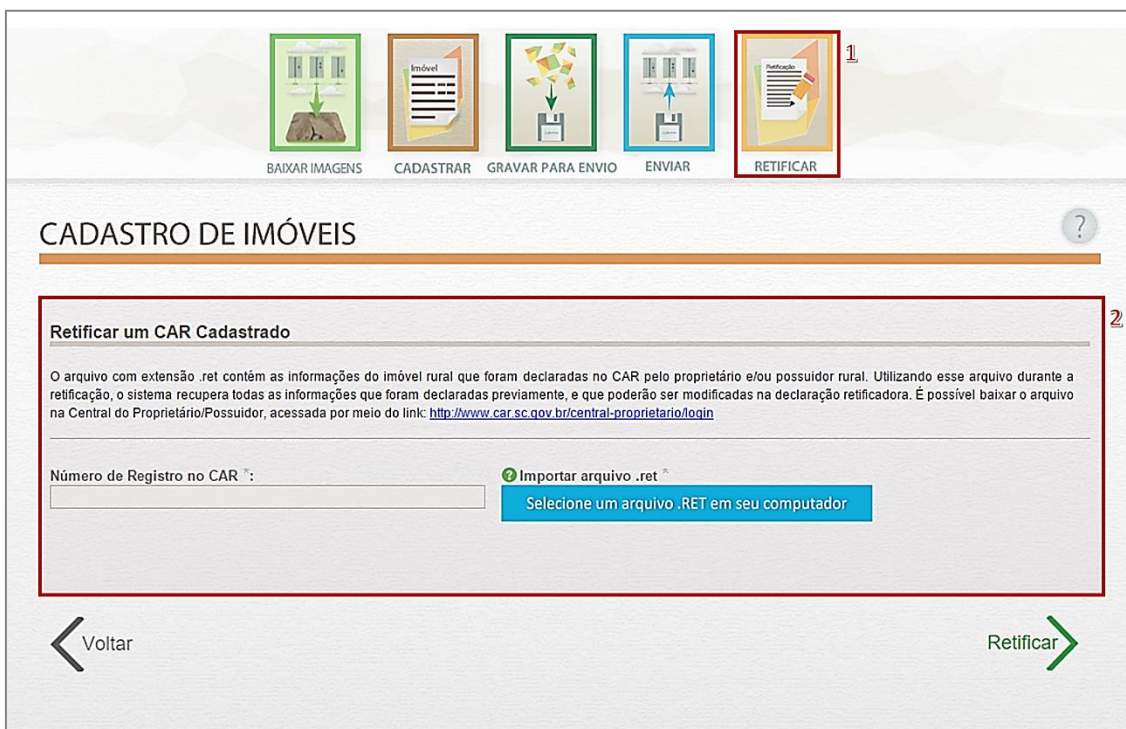 Imóvel
Retificação
1
BAIXAR IMAGENS CADASTRAR GRAVAR PARA ENVIO ENVIAR RETIFICAR
CADASTRO DE IMÓVEIS
?
2
Retificar um CAR Cadastrado
O arquivo com extensão .ret contém as informações do imóvel rural que foram declaradas no CAR pelo proprietário e/ou possuidor rural. Utilizando esse arquivo durante a
retificação, o sistema recupera todas as informações que foram declaradas previamente, e que poderão ser modificadas na declaração retificadora. É possível baixar o arquivo
na Central do Proprietário/Possuidor, acessada por meio do link: http://www.car.sc.gov.br/central-proprietario/login
Número de Registro no CAR *: ? Importar arquivo .ret *
Selecione um arquivo .RET em seu computador
Voltar Retificar